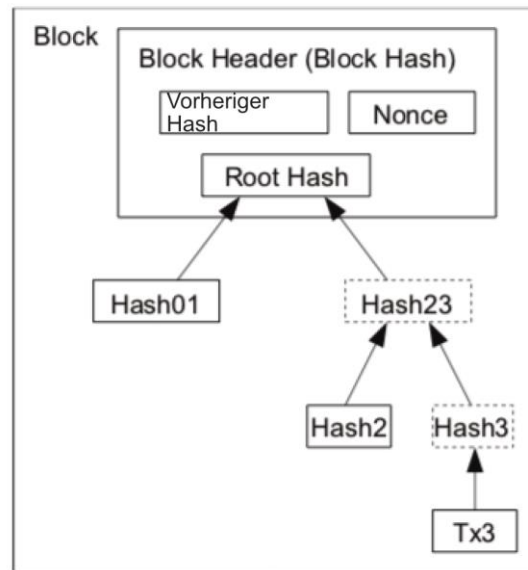 Block
Block Header (Block Hash)
Vorheriger
Hash
Nonce
Root Hash
Hash01
Hash23
Hash2
Hash3
Tx3